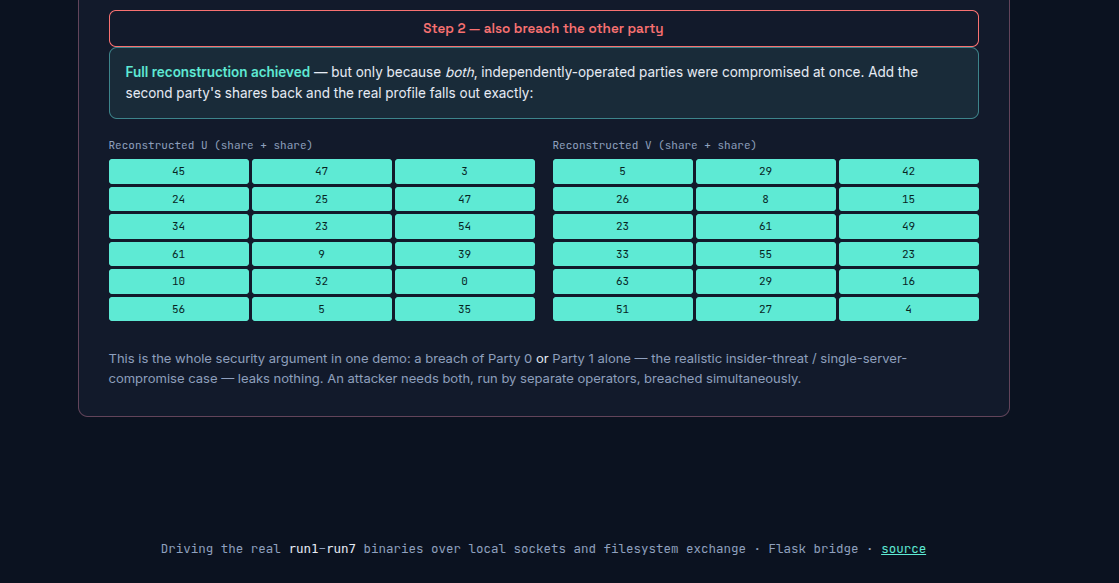 Step 2 — also breach the other party
Full reconstruction achieved — but only because both, independently-operated parties were compromised at once. Add the
second party's shares back and the real profile falls out exactly:
Reconstructed U (share + share) Reconstructed V (share + share)
45 47 3 5 29 42
24 25 47 26 8 15
34 23 54 23 61 49
61 9 39 33 55 23
10 32 0 63 29 16
56 5 35 51 27 4
This is the whole security argument in one demo: a breach of Party 0 or Party 1 alone — the realistic insider-threat / single-server-
compromise case — leaks nothing. An attacker needs both, run by separate operators, breached simultaneously.
Driving the real run1–run7 binaries over local sockets and filesystem exchange · Flask bridge · source